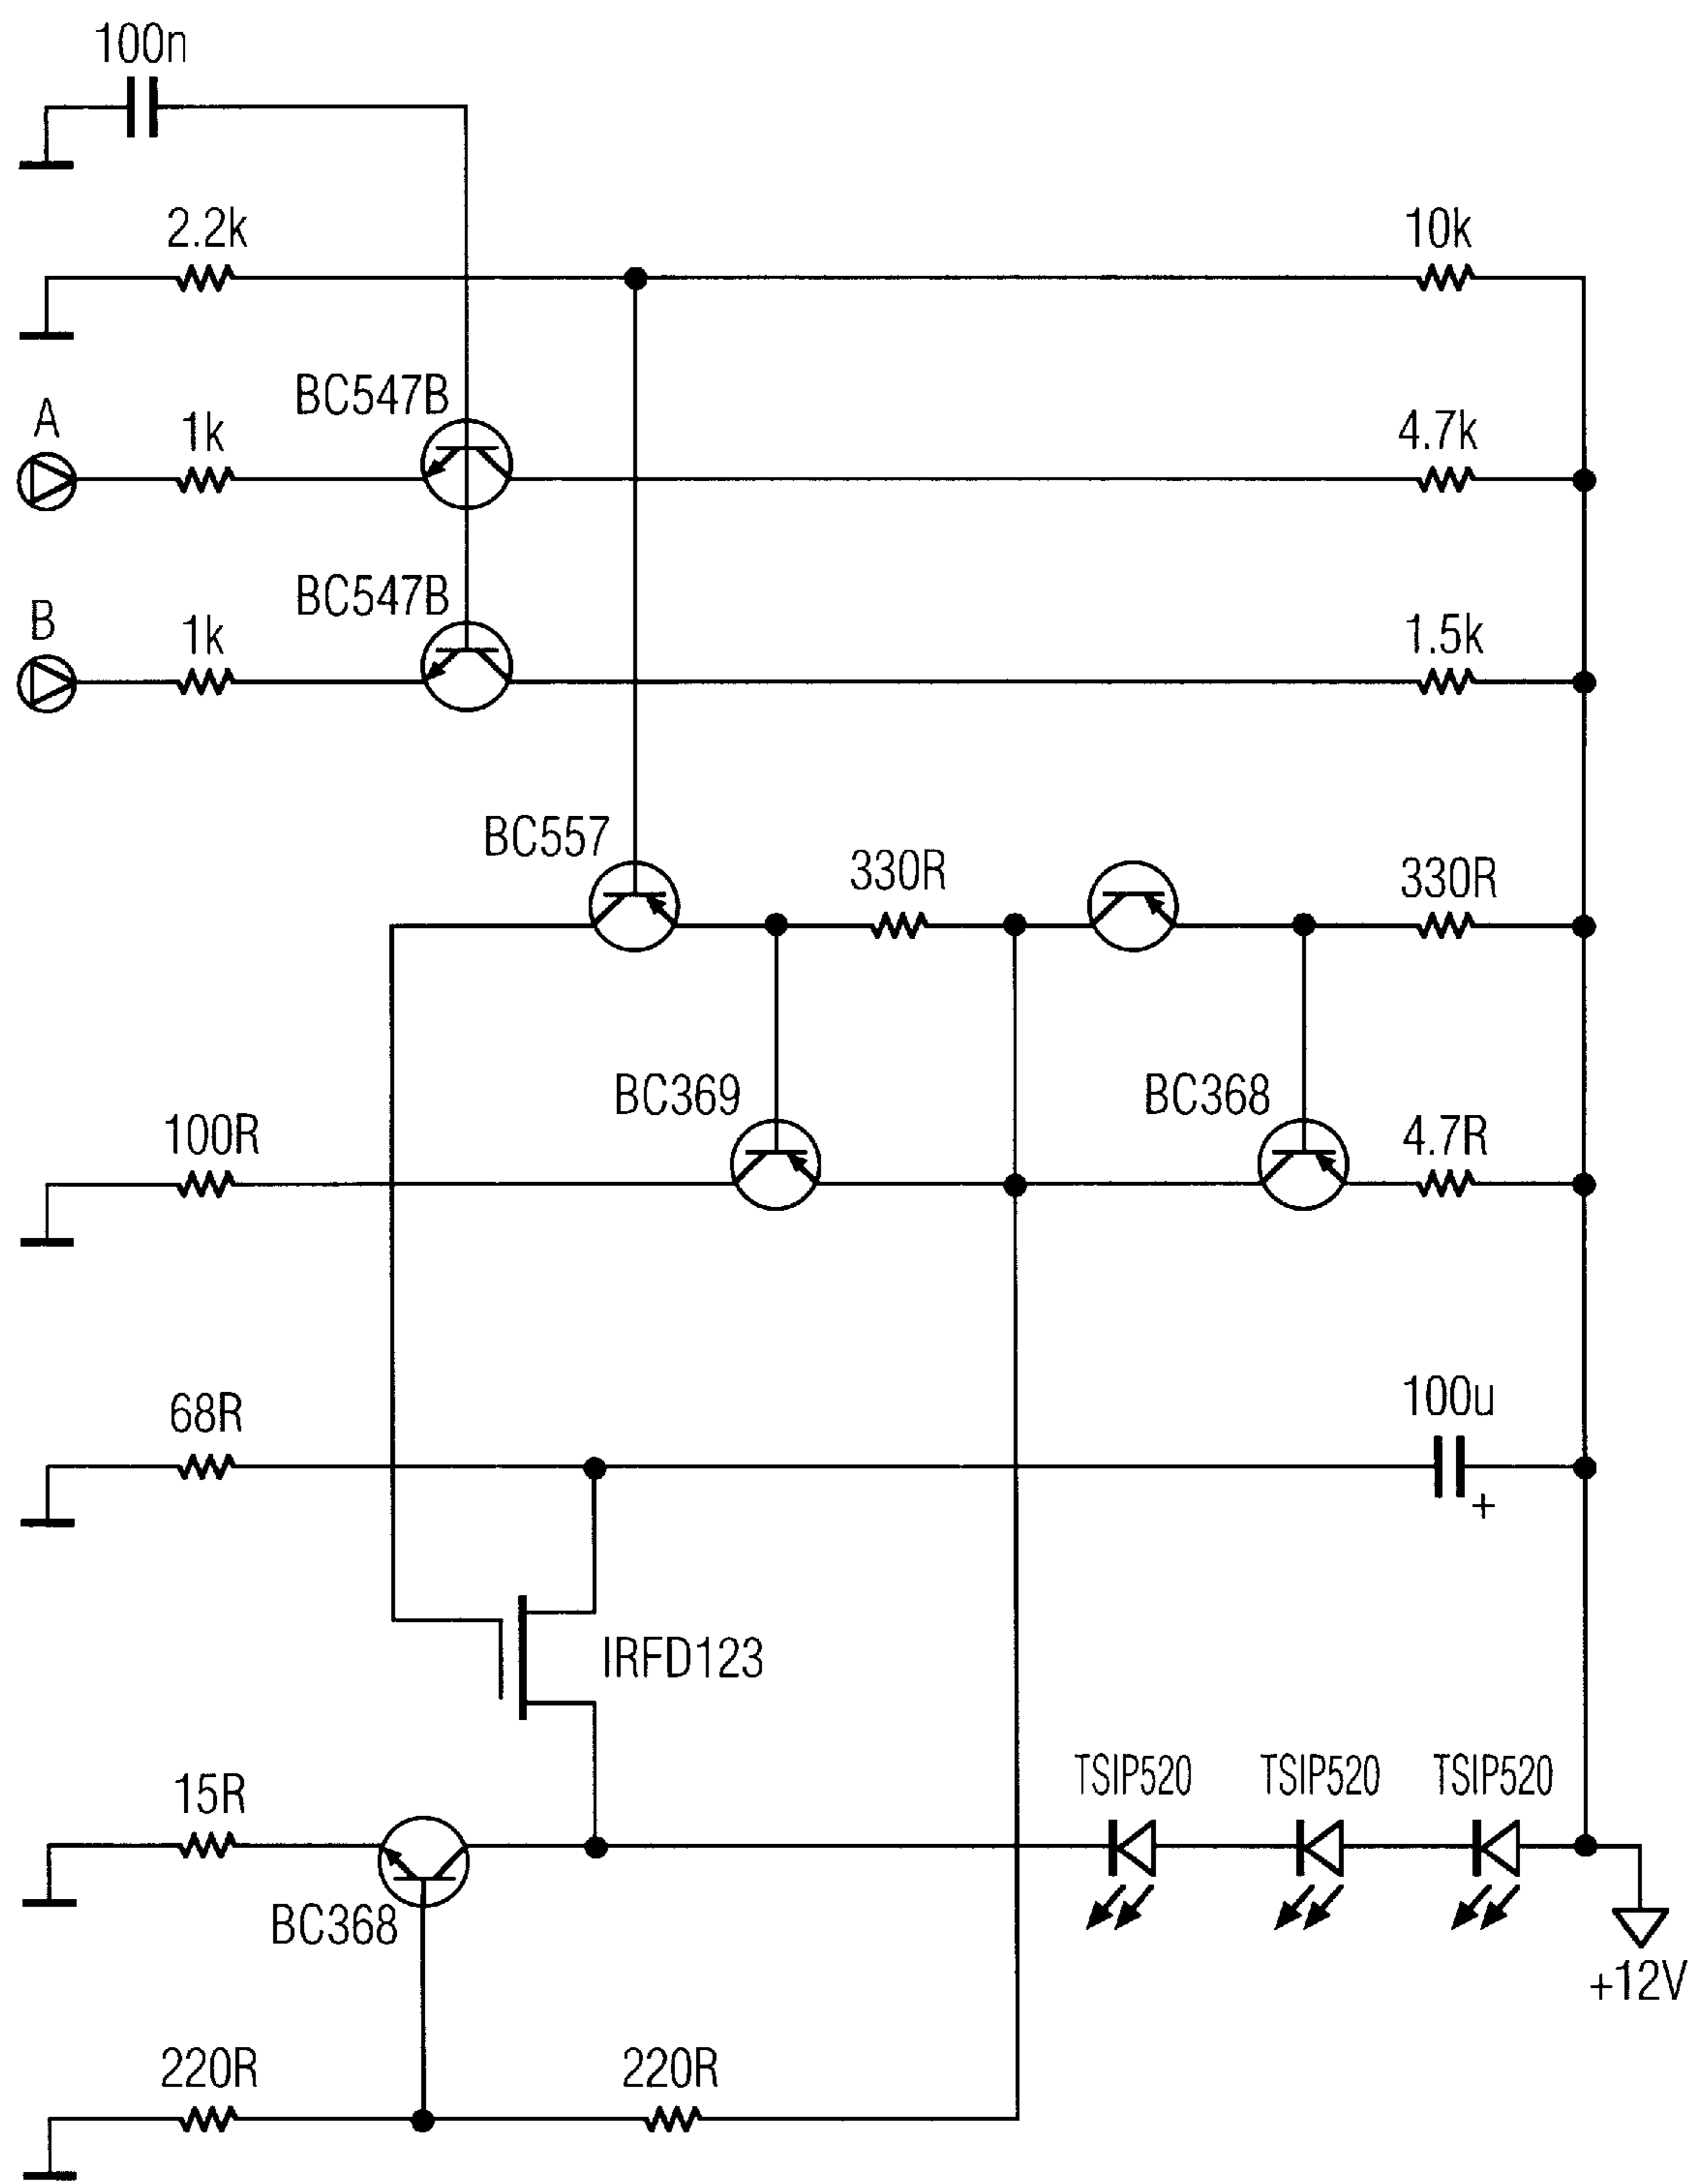 100n
2.2k
10k
BC547B
A
1k
4.7k
BC547B
B
1k
1.5k
BC557
330R
330R
BC369
BC368
100R
4.7R
68R
100u
+
IRFD123
TSIP520
TSIP520
TSIP520
15R
BC368
+12V
220R
220R